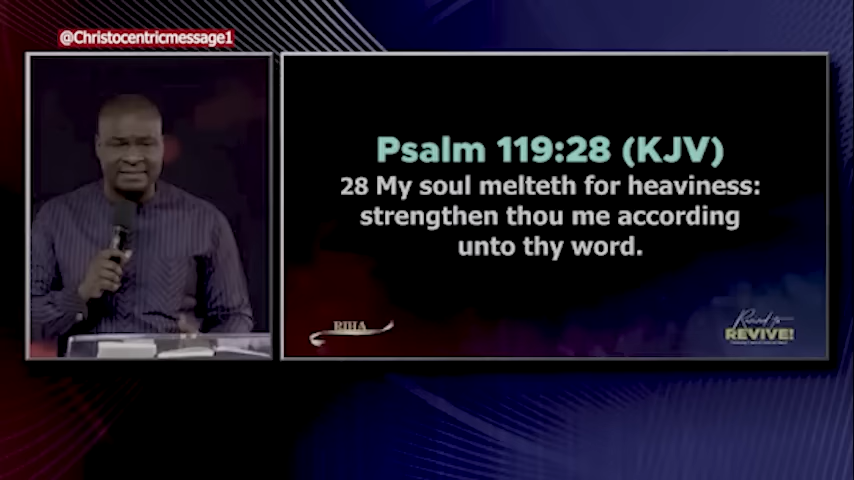 @Christocentricmessage1
Psalm 119:28 (KJV)
28 My soul melteth for heaviness:
strengthen thou me according
unto thy word.
REVIVE!